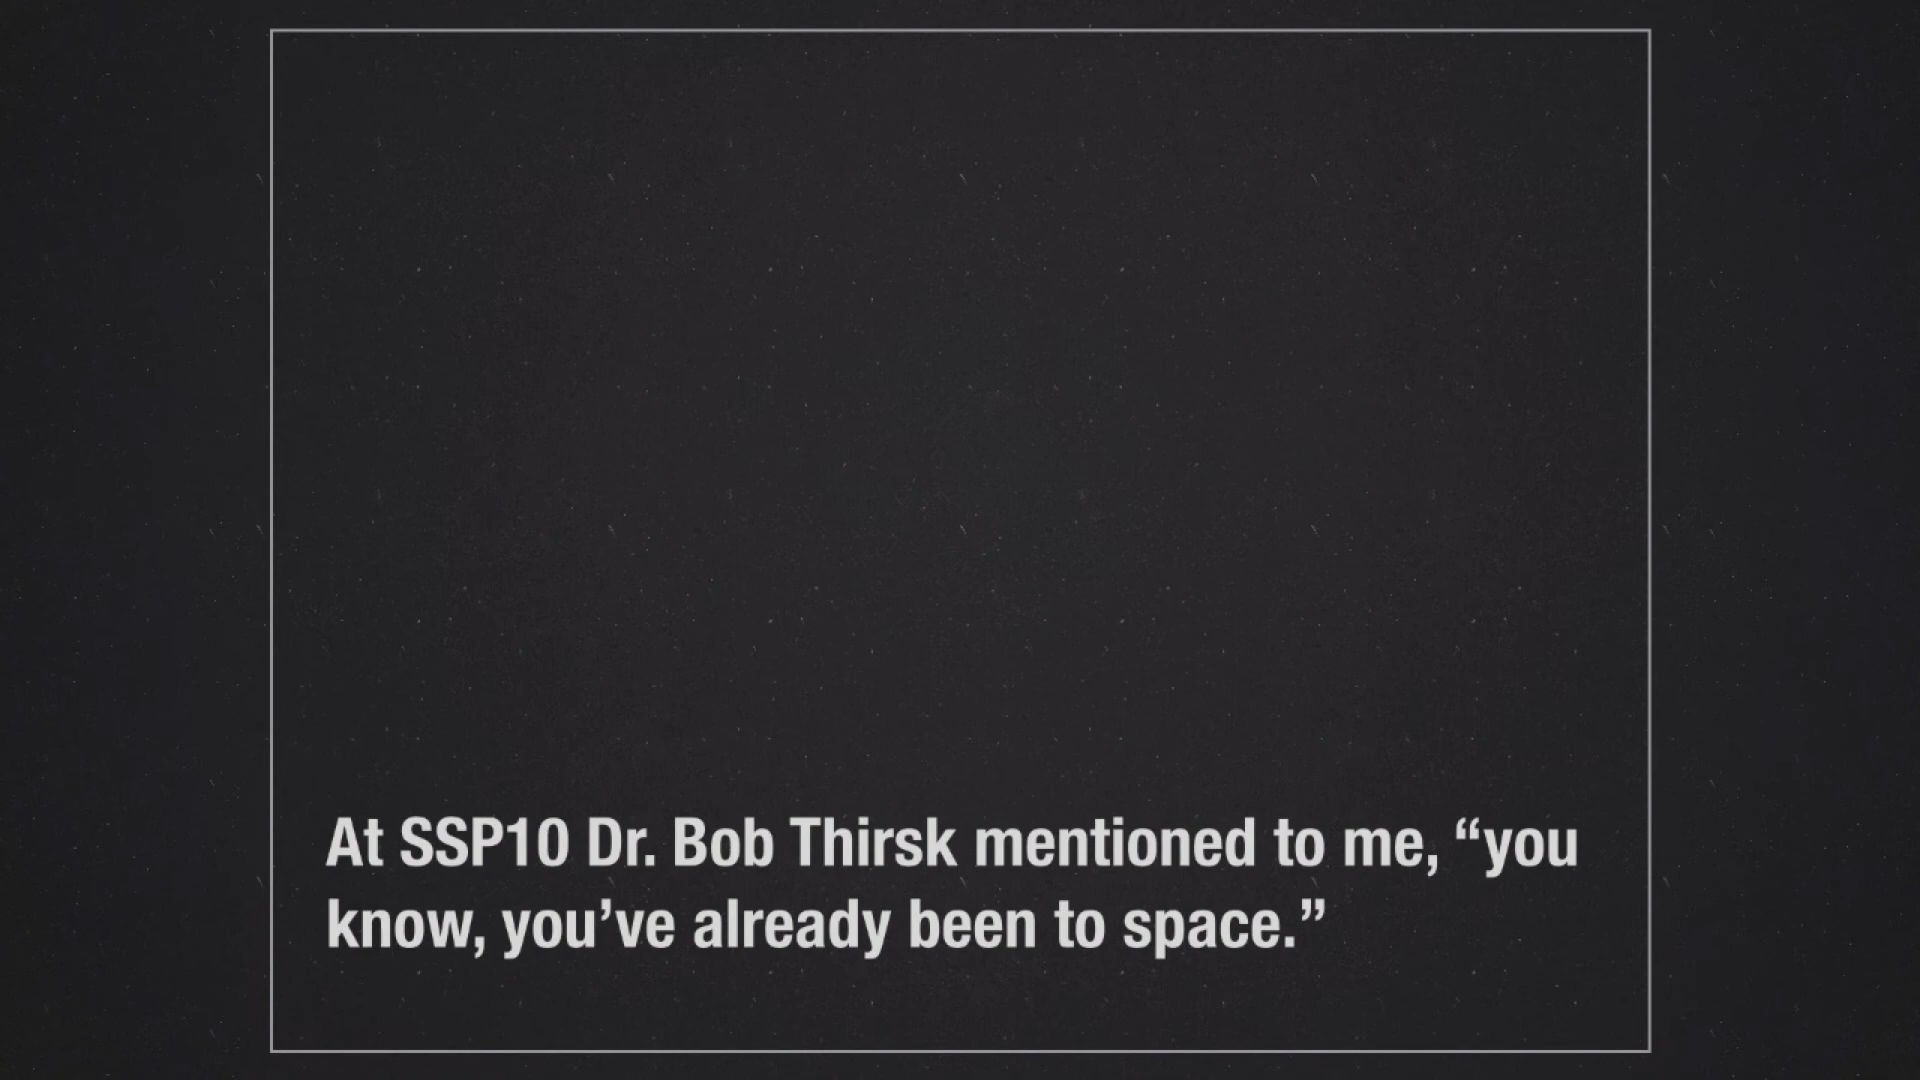 At SSP10 Dr. Bob Thirsk mentioned to me, “you
know, you’ve already been to space.”